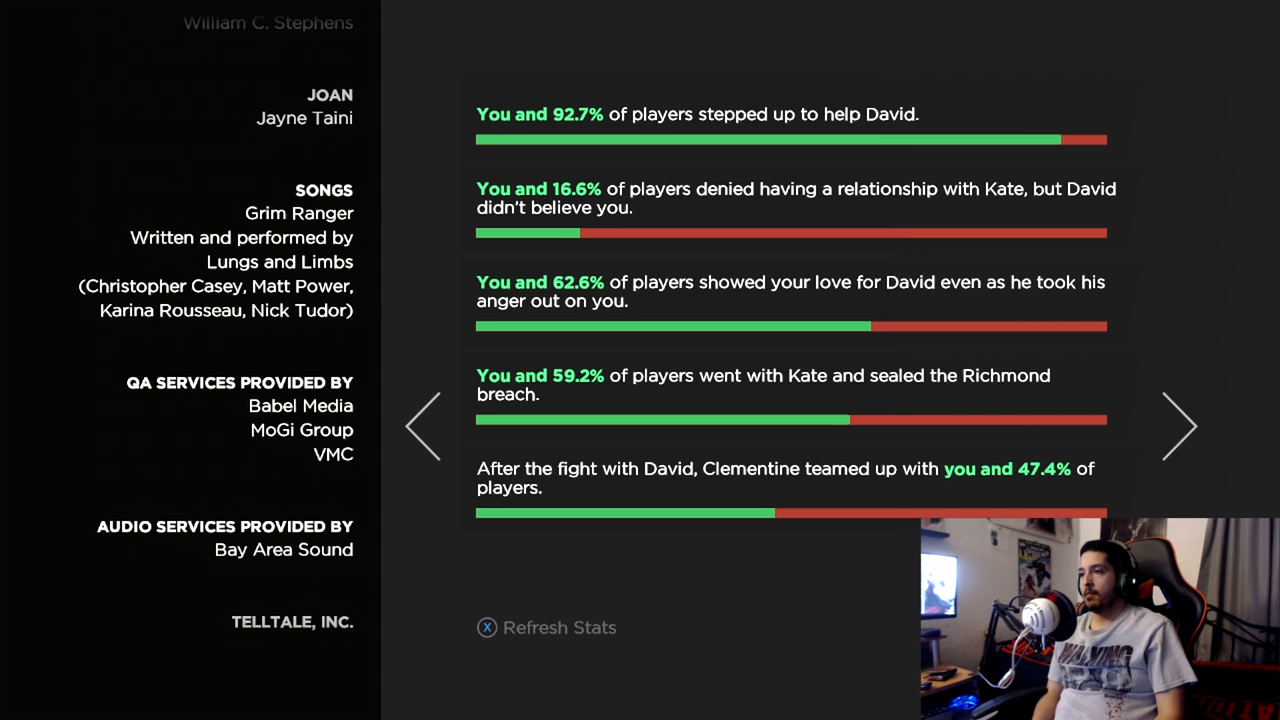 William C. Stephens
JOAN
Jayne Taini
SONGS
Grim Ranger
Written and performed by
Lungs and Limbs
(Christopher Casey, Matt Power,
Karina Rousseau, Nick Tudor)
QA SERVICES PROVIDED BY
Babel Media
MoGi Group
VMC
AUDIO SERVICES PROVIDED BY
Bay Area Sound
TELLTALE, INC.
You and 92.7% of players stepped up to help David.
You and 16.6% of players denied having a relationship with Kate, but David
didn't believe you.
You and 62.6% of players showed your love for David even as he took his
anger out on you.
You and 59.2% of players went with Kate and sealed the Richmond
breach.
After the fight with David, Clementine teamed up with you and 47.4% of
players.
X Refresh Stats
WALKING